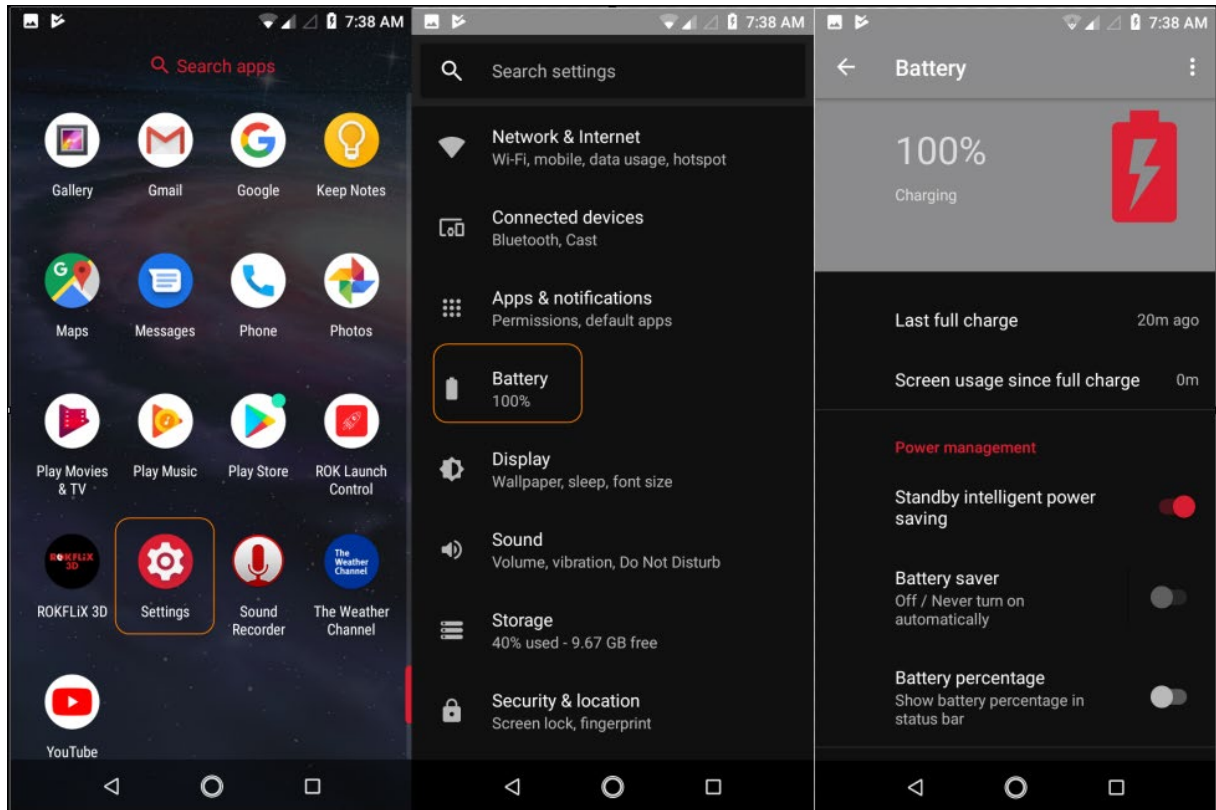 7:38 AM
Search apps
Gallery
Gmail
Google
Keep Notes
Maps
Messages
Phone
Photos
Play Movies
& TV
Play Music
Play Store
ROK Launch
Control
ROKFLiX
3D
The
Weather
Channel
ROKFLiX 3D
Settings
Sound
Recorder
The Weather
Channel
YouTube
7:38 AM
Search settings
Network & Internet
Wi-Fi, mobile, data usage, hotspot
Connected devices
Bluetooth, Cast
Apps & notifications
Permissions, default apps
Battery
100%
Display
Wallpaper, sleep, font size
Sound
Volume, vibration, Do Not Disturb
Storage
40% used - 9.67 GB free
Security & location
Screen lock, fingerprint
7:38 AM
Battery
100%
Charging
Last full charge 20m ago
Screen usage since full charge 0m
Power management
Standby intelligent power
saving
Battery saver
Off / Never turn on
automatically
Battery percentage
Show battery percentage in
status bar